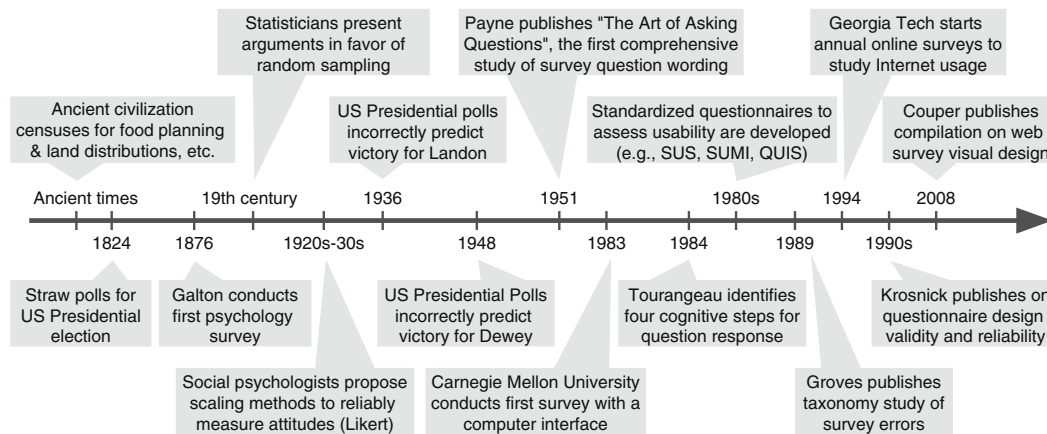 Statisticians present
arguments in favor of
random sampling
Payne publishes "The Art of Asking
Questions", the first comprehensive
study of survey question wording
Georgia Tech starts
annual online surveys to
study Internet usage
Ancient civilization
censuses for food planning
& land distributions, etc.
US Presidential polls
incorrectly predict
victory for Landon
Standardized questionnaires to
assess usability are developed
(e.g., SUS, SUMI, QUIS)
Couper publishes
compilation on web
survey visual design
Ancient times
19th century
1936
1951
1980s
1994
2008
1824
1876
1920s-30s
1948
1983
1984
1989
1990s
Straw polls for
US Presidential
election
Galton conducts
first psychology
survey
US Presidential Polls
incorrectly predict
victory for Dewey
Tourangeau identifies
four cognitive steps for
question response
Krosnick publishes on
questionnaire design
validity and reliability
Social psychologists propose
scaling methods to reliably
measure attitudes (Likert)
Carnegie Mellon University
conducts first survey with a
computer interface
Groves publishes
taxonomy study of
survey errors